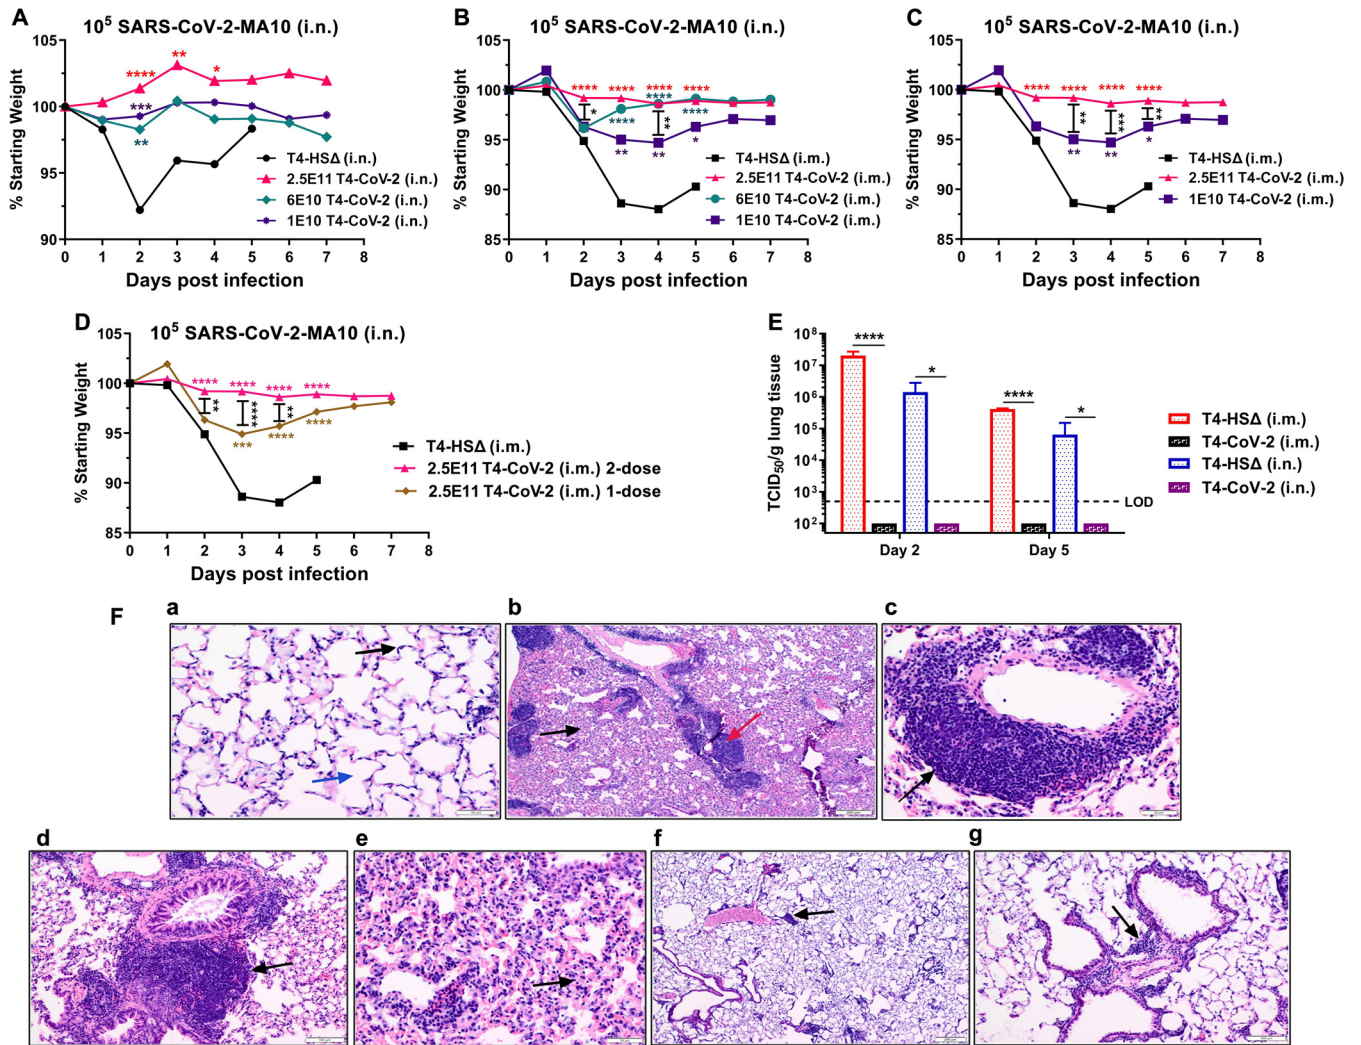 A
10⁵ SARS-CoV-2-MA10 (i.n.)
% Starting Weight
105
100
95
90
0 1 2 3 4 5 6 7 8
Days post infection
**** ** *
***
**
T4-HSΔ (i.n.)
2.5E11 T4-CoV-2 (i.n.)
6E10 T4-CoV-2 (i.n.)
1E10 T4-CoV-2 (i.n.)
B
10⁵ SARS-CoV-2-MA10 (i.n.)
% Starting Weight
105
100
95
90
85
0 1 2 3 4 5 6 7 8
Days post infection
**** **** **** ****
****
* **** ** ****
** ** *
T4-HSΔ (i.m.)
2.5E11 T4-CoV-2 (i.m.)
6E10 T4-CoV-2 (i.m.)
1E10 T4-CoV-2 (i.m.)
C
10⁵ SARS-CoV-2-MA10 (i.n.)
% Starting Weight
105
100
95
90
85
0 1 2 3 4 5 6 7 8
Days post infection
**** **** **** ****
** *** **
** ** *
T4-HSΔ (i.m.)
2.5E11 T4-CoV-2 (i.m.)
1E10 T4-CoV-2 (i.m.)
D
10⁵ SARS-CoV-2-MA10 (i.n.)
% Starting Weight
105
100
95
90
85
0 1 2 3 4 5 6 7 8
Days post infection
**** **** **** ****
** **** **
*** **** ****
T4-HSΔ (i.m.)
2.5E11 T4-CoV-2 (i.m.) 2-dose
2.5E11 T4-CoV-2 (i.m.) 1-dose
E
TCID₅₀/g lung tissue
10⁸
10⁷
10⁶
10⁵
10⁴
10³
10²
**** * **** *
LOD
Day 2 Day 5
T4-HSΔ (i.m.)
T4-CoV-2 (i.m.)
T4-HSΔ (i.n.)
T4-CoV-2 (i.n.)
F
a b c
d e f g